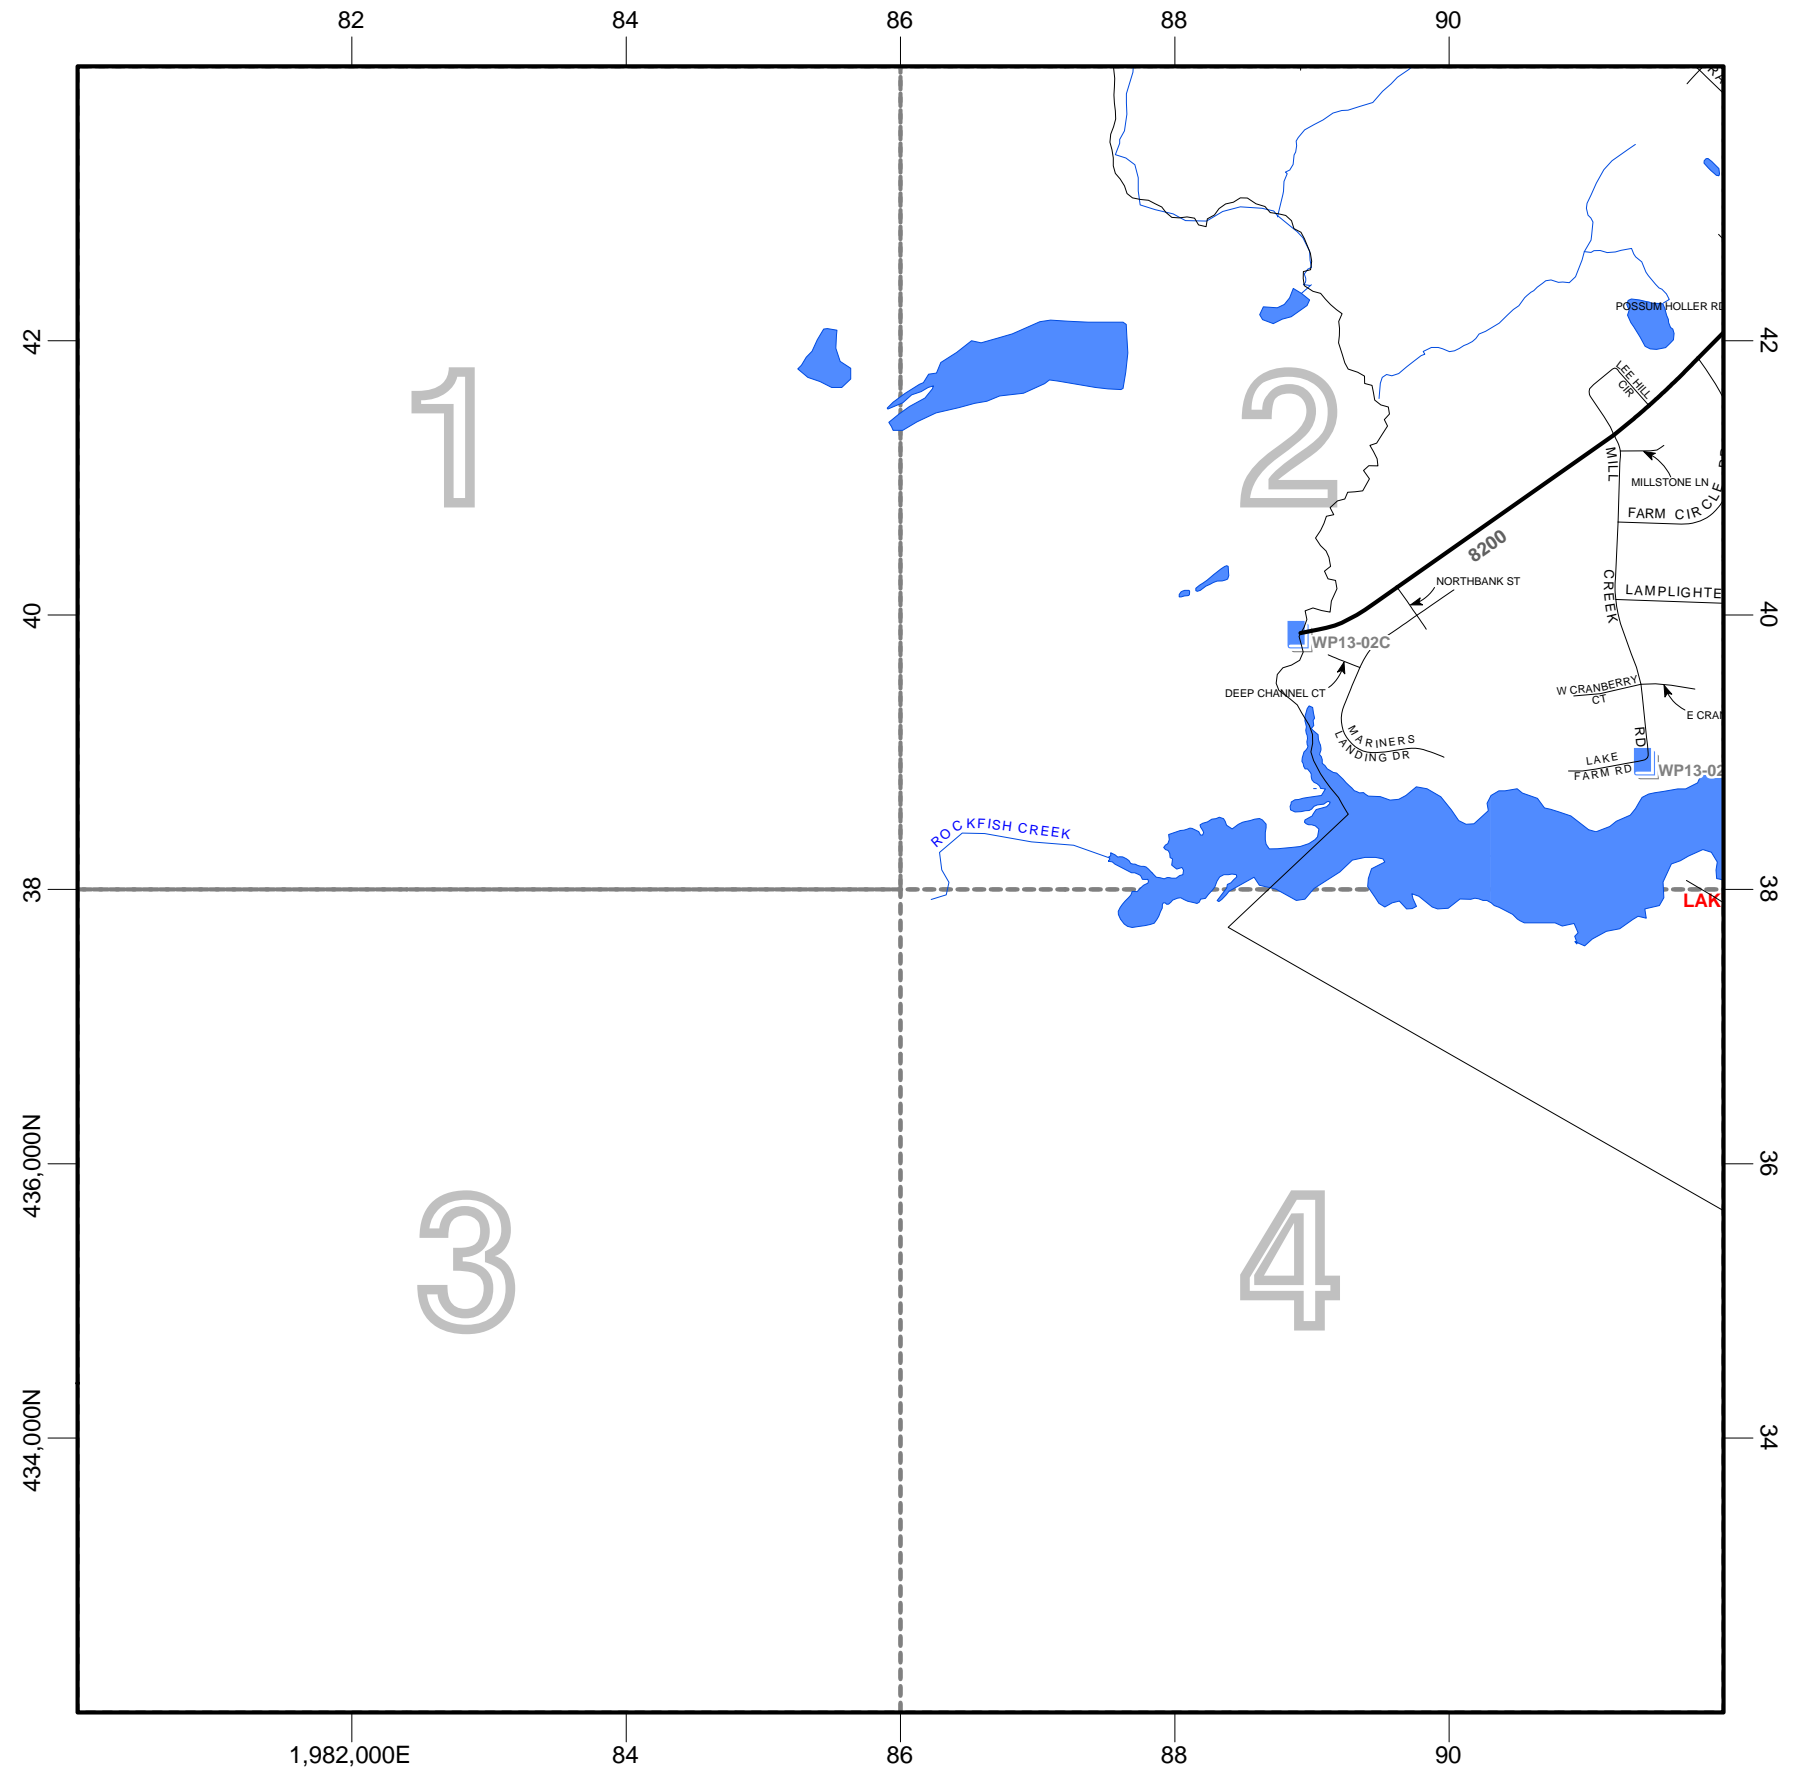 82 84 86 88 90
RA
42 42
POSSUM HOLLER RD
1 2
LEE HILL
CIR
MILL CREEK RD
MILLSTONE LN
FARM CIRCLE
8200
NORTHBANK ST
LAMPLIGHTE
40 40
WP13-02C
DEEP CHANNEL CT
W CRANBERRY
CT
E CRAN
MARINERS
LANDING DR
LAKE
FARM RD
WP13-02
ROCKFISH CREEK
38 38
LAK
436,000N 36
3 4
434,000N 34
1,982,000E 84 86 88 90